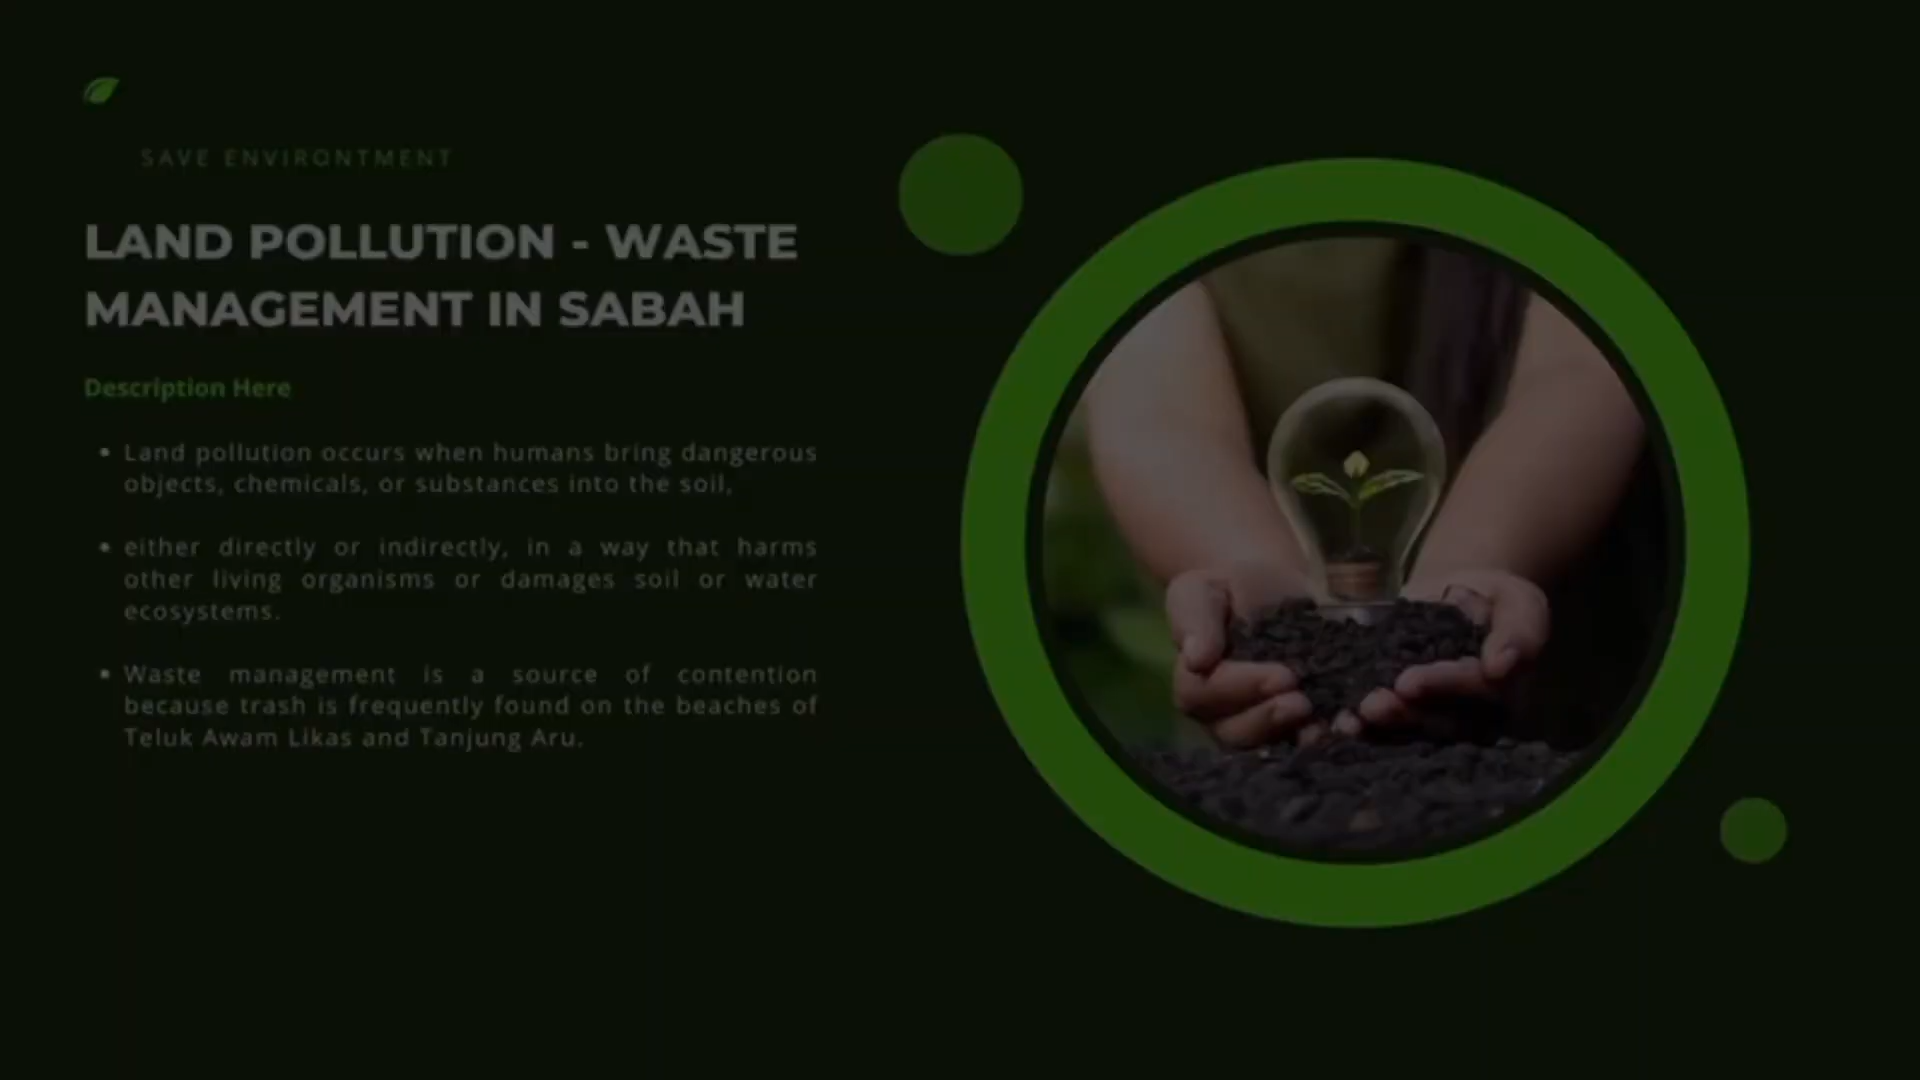 SAVE ENVIRONTMENT
LAND POLLUTION - WASTE
MANAGEMENT IN SABAH
Description Here
• Land pollution occurs when humans bring dangerous
objects, chemicals, or substances into the soil,
• either directly or indirectly, in a way that harms
other living organisms or damages soil or water
ecosystems.
• Waste management is a source of contention
because trash is frequently found on the beaches of
Teluk Awam Likas and Tanjung Aru.